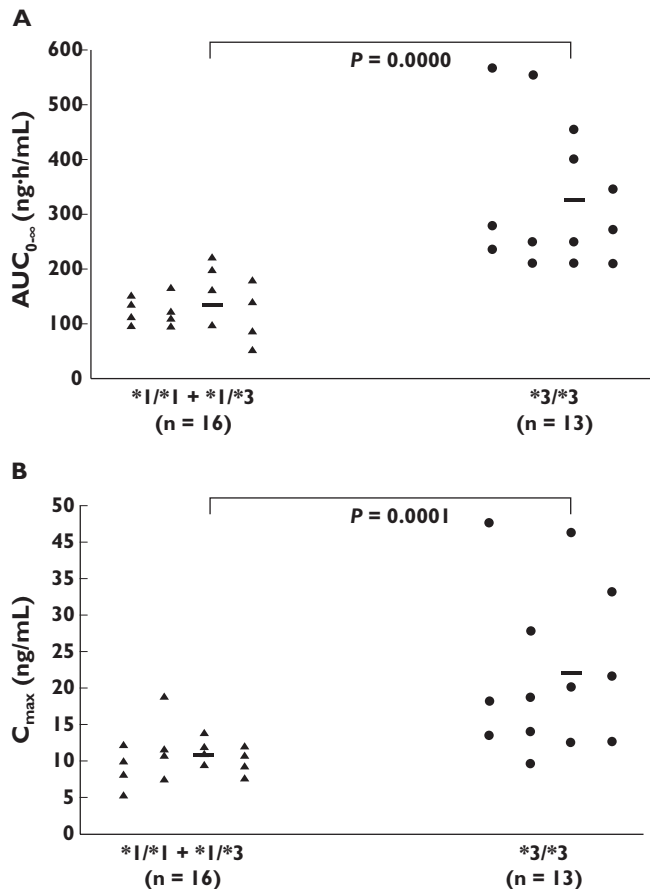 A
P = 0.0000
AUC0-∞ (ng·h/mL)
600
500
400
300
200
100
0
*1/*1 + *1/*3
(n = 16)
*3/*3
(n = 13)
B
P = 0.0001
Cmax (ng/mL)
50
45
35
30
25
20
15
10
5
0
*1/*1 + *1/*3
(n = 16)
*3/*3
(n = 13)